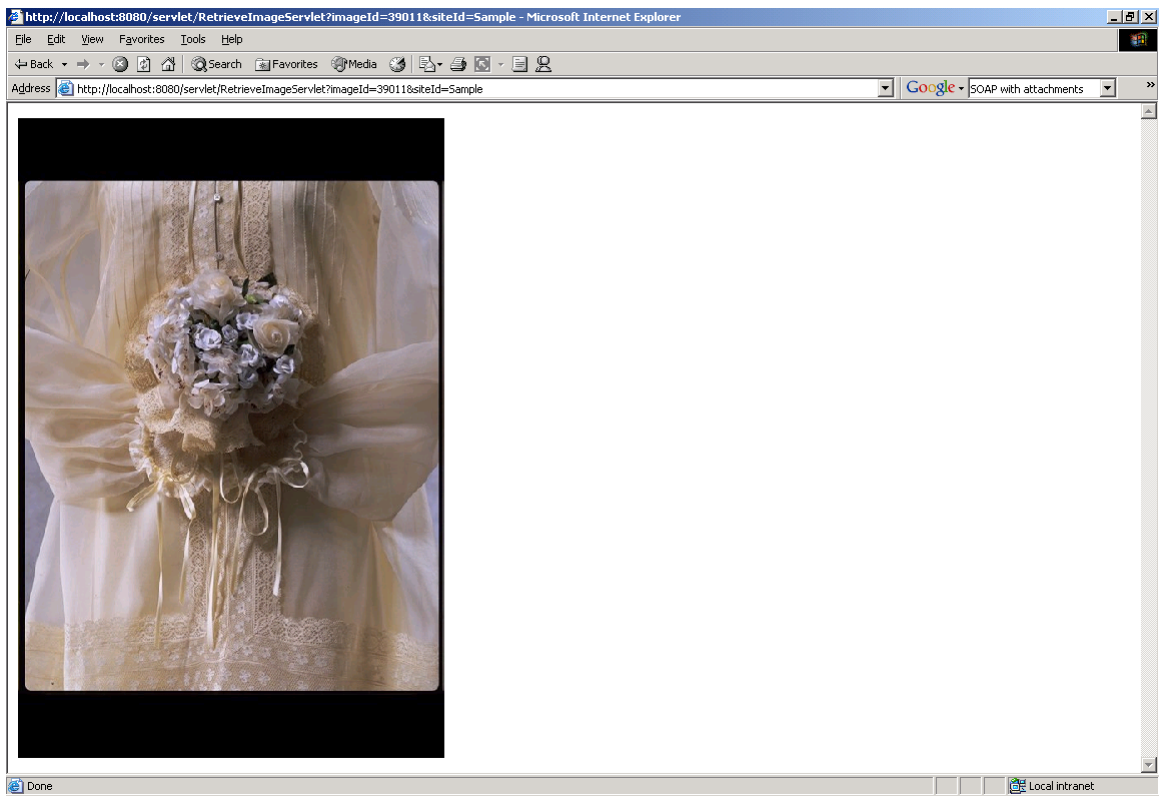 http://localhost:8080/servlet/RetrieveImageServlet?imageId=39011&siteId=Sample - Microsoft Internet Explorer
File Edit View Favorites Tools Help
Back Search Favorites Media
Address http://localhost:8080/servlet/RetrieveImageServlet?imageId=39011&siteId=Sample Google SOAP with attachments »
Done Local intranet